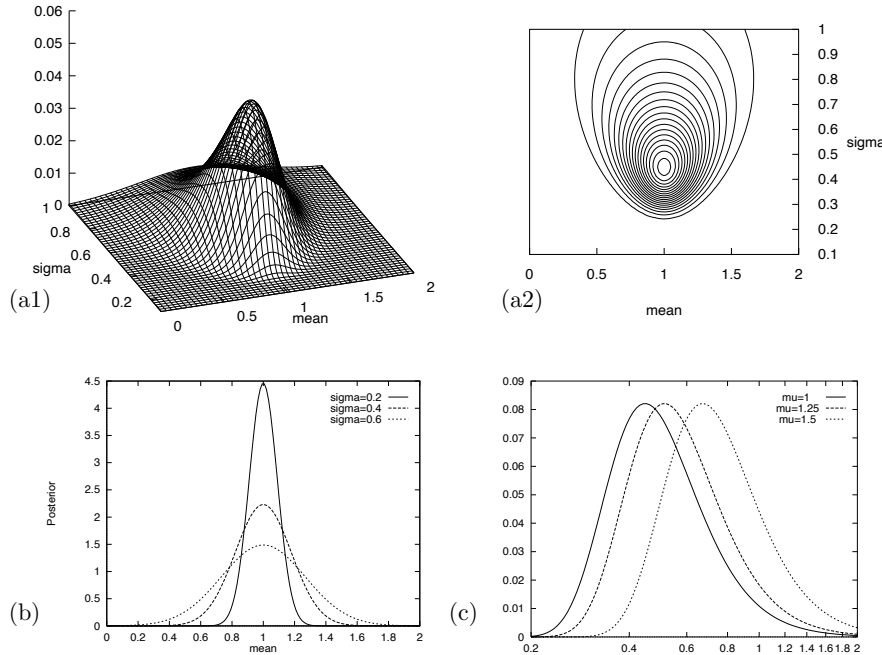 0.06
0.05
0.04
0.03
0.02
0.01
0
1
0.8
0.6
0.4
0.2
sigma
0
0.5
1
1.5
2
mean
(a1)
1
0.9
0.8
0.7
0.6
0.5
0.4
0.3
0.2
0.1
sigma
0 0.5 1 1.5 2
mean
(a2)
4.5
4
3.5
3
2.5
2
1.5
1
0.5
0
Posterior
sigma=0.2
sigma=0.4
sigma=0.6
0 0.2 0.4 0.6 0.8 1 1.2 1.4 1.6 1.8 2
mean
(b)
0.09
0.08
0.07
0.06
0.05
0.04
0.03
0.02
0.01
0
mu=1
mu=1.25
mu=1.5
0.2 0.4 0.6 0.8 1 1.2 1.4 1.6 1.8 2
(c)